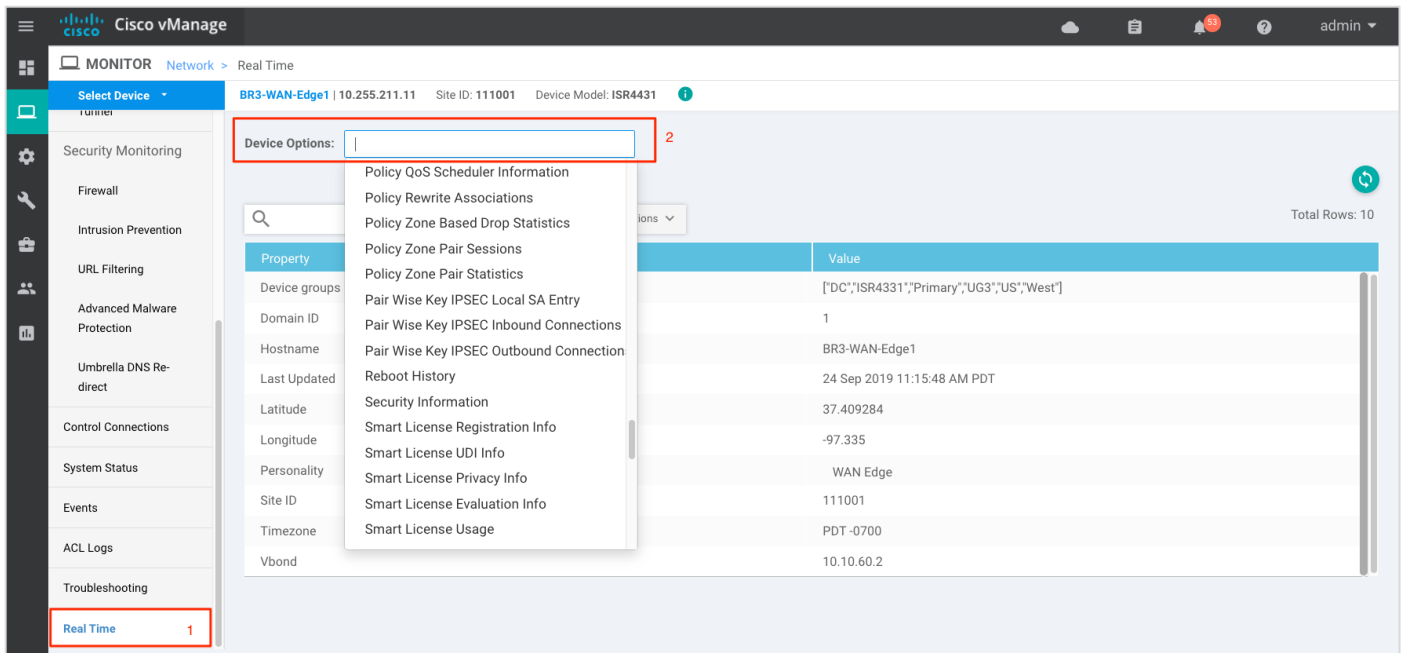 cisco Cisco vManage
53
admin
MONITOR Network > Real Time
Select Device
BR3-WAN-Edge1 | 10.255.211.11 Site ID: 111001 Device Model: ISR4431 i
Tunnel
Security Monitoring
Firewall
Intrusion Prevention
URL Filtering
Advanced Malware
Protection
Umbrella DNS Re-
direct
Control Connections
System Status
Events
ACL Logs
Troubleshooting
Real Time 1
Device Options: 2
Policy QoS Scheduler Information
Policy Rewrite Associations
Policy Zone Based Drop Statistics
Policy Zone Pair Sessions
Policy Zone Pair Statistics
Pair Wise Key IPSEC Local SA Entry
Pair Wise Key IPSEC Inbound Connections
Pair Wise Key IPSEC Outbound Connection
Reboot History
Security Information
Smart License Registration Info
Smart License UDI Info
Smart License Privacy Info
Smart License Evaluation Info
Smart License Usage
ions
Total Rows: 10
Property Value
Device groups ["DC","ISR4331","Primary","UG3","US","West"]
Domain ID 1
Hostname BR3-WAN-Edge1
Last Updated 24 Sep 2019 11:15:48 AM PDT
Latitude 37.409284
Longitude -97.335
Personality WAN Edge
Site ID 111001
Timezone PDT -0700
Vbond 10.10.60.2